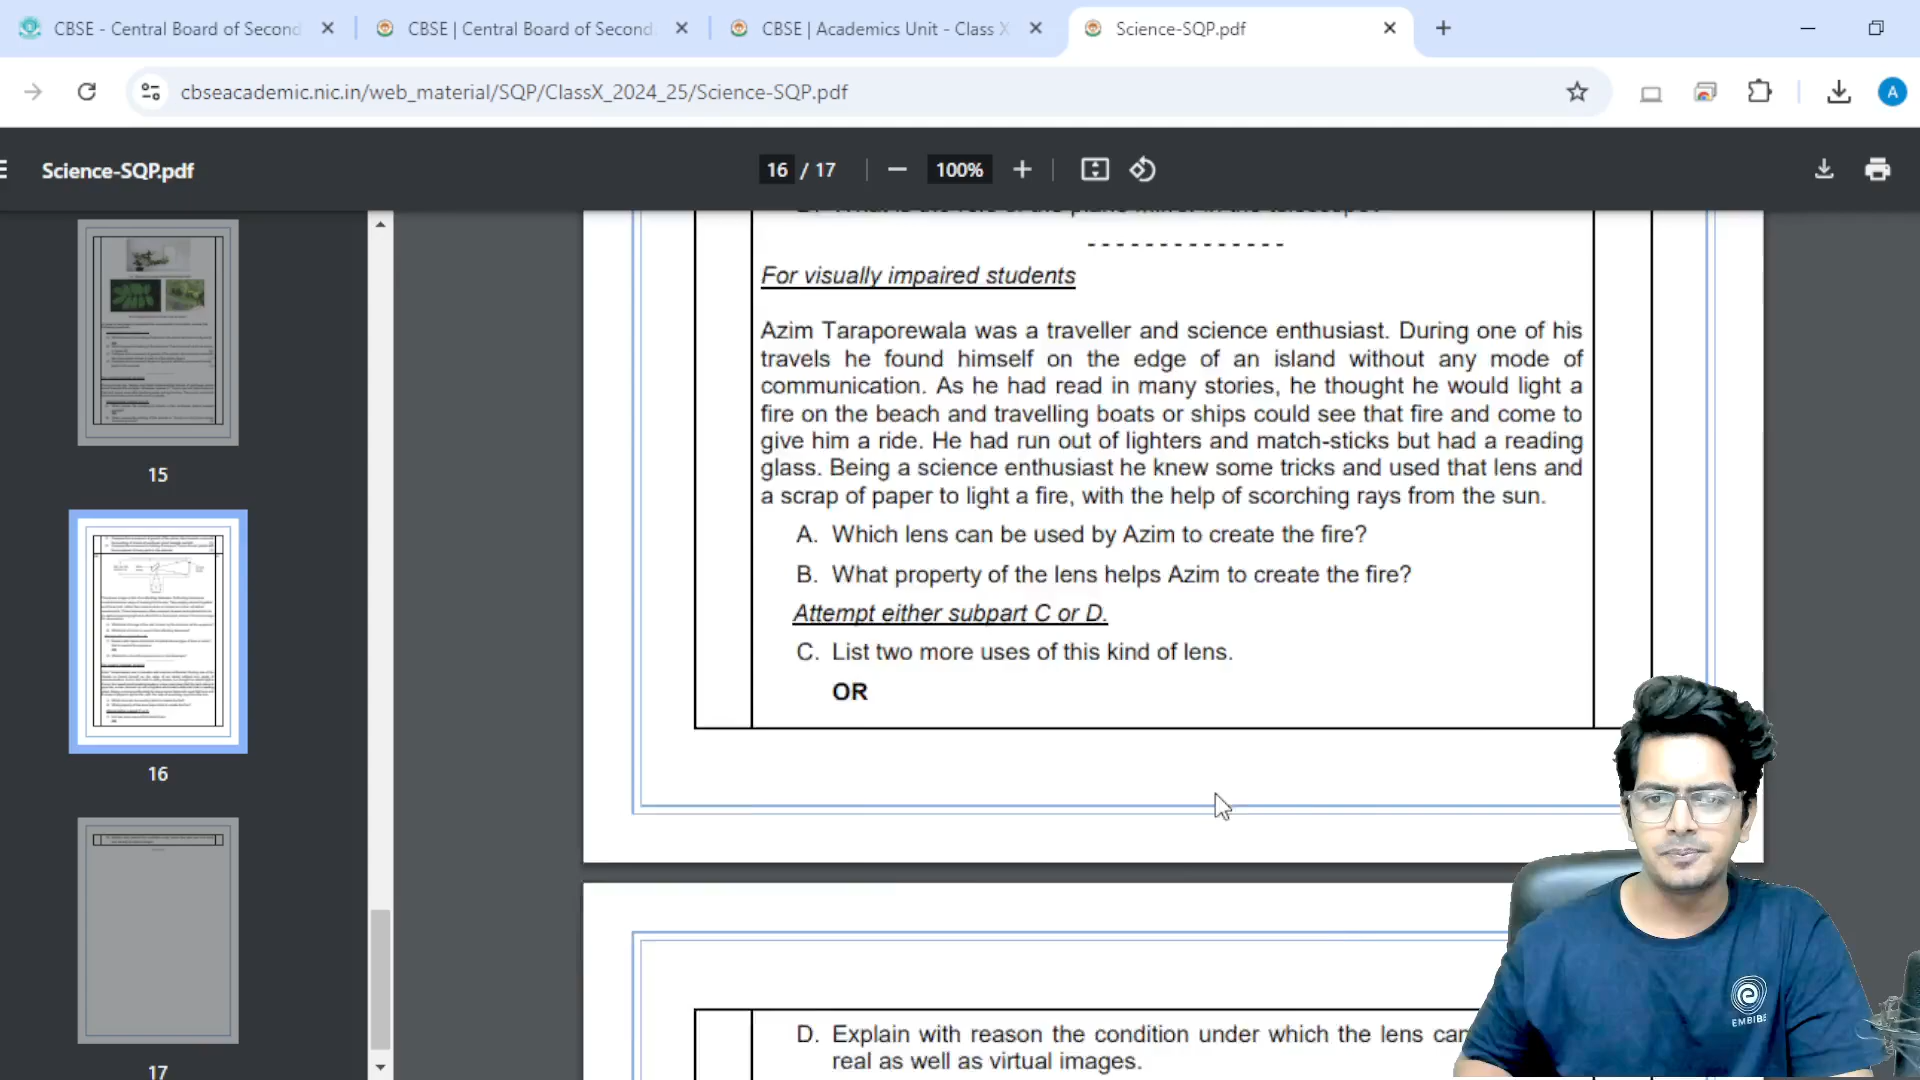 CBSE - Central Board of Second
CBSE | Central Board of Second
CBSE | Academics Unit - Class X
Science-SQP.pdf
cbseacademic.nic.in/web_material/SQP/ClassX_2024_25/Science-SQP.pdf
A
Science-SQP.pdf
16 / 17
100%
For visually impaired students
Azim Taraporewala was a traveller and science enthusiast. During one of his
travels he found himself on the edge of an island without any mode of
communication. As he had read in many stories, he thought he would light a
fire on the beach and travelling boats or ships could see that fire and come to
give him a ride. He had run out of lighters and match-sticks but had a reading
glass. Being a science enthusiast he knew some tricks and used that lens and
a scrap of paper to light a fire, with the help of scorching rays from the sun.
A. Which lens can be used by Azim to create the fire?
B. What property of the lens helps Azim to create the fire?
Attempt either subpart C or D.
C. List two more uses of this kind of lens.
OR
D. Explain with reason the condition under which the lens can
real as well as virtual images.
15
16
17
EMBIBE